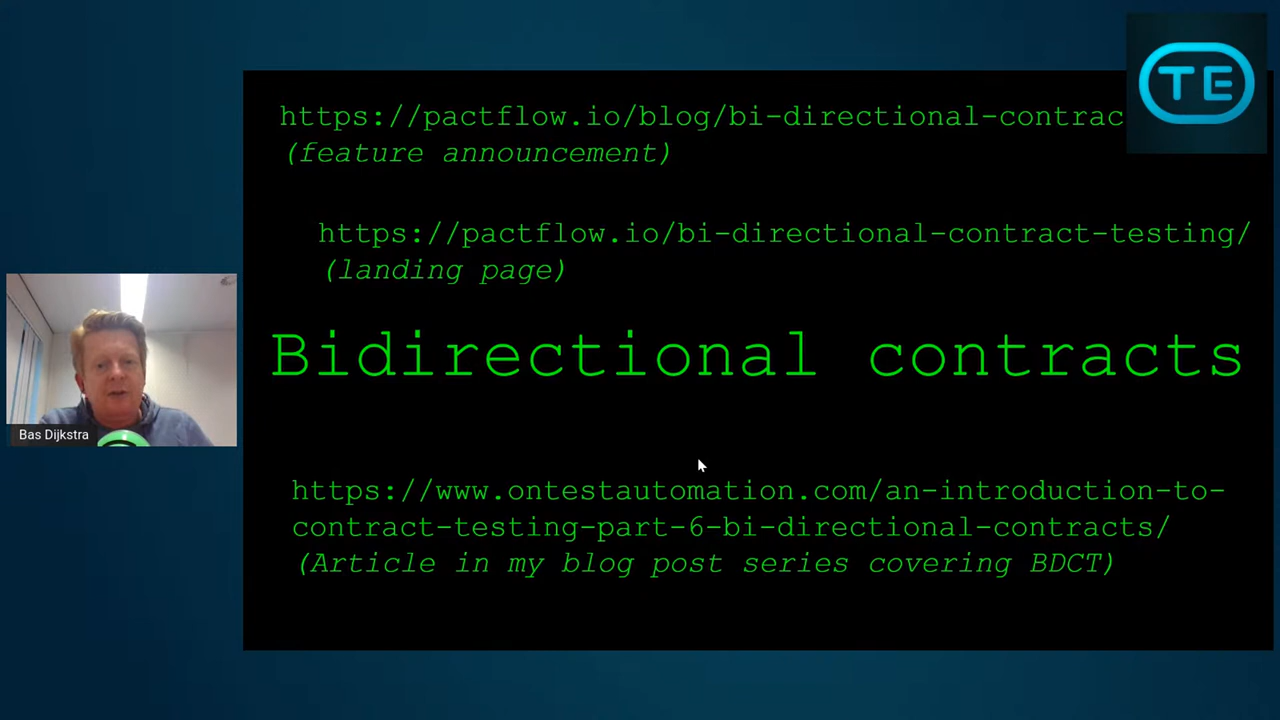 TE
https://pactflow.io/blog/bi-directional-contrac
(feature announcement)
https://pactflow.io/bi-directional-contract-testing/
(landing page)
Bidirectional contracts
Bas Dijkstra
https://www.ontestautomation.com/an-introduction-to-
contract-testing-part-6-bi-directional-contracts/
(Article in my blog post series covering BDCT)